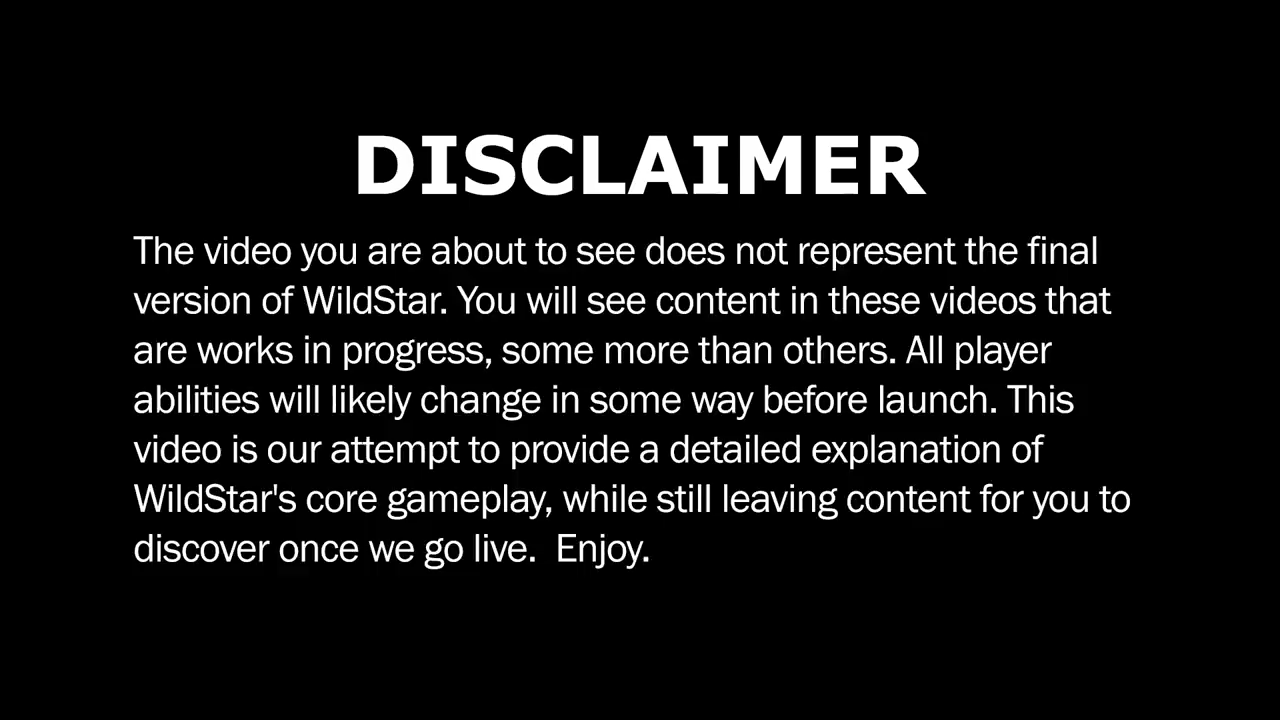 DISCLAIMER
The video you are about to see does not represent the final
version of WildStar. You will see content in these videos that
are works in progress, some more than others. All player
abilities will likely change in some way before launch. This
video is our attempt to provide a detailed explanation of
WildStar's core gameplay, while still leaving content for you to
discover once we go live.  Enjoy.